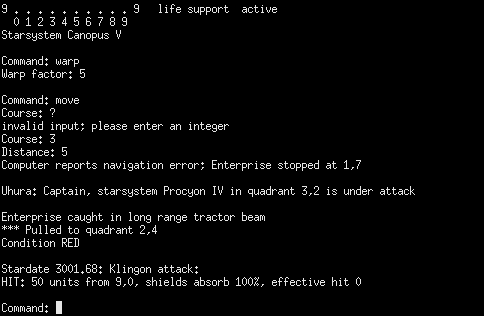 9 . . . . . . . . . . 9   life support  active
  0 1 2 3 4 5 6 7 8 9
Starsystem Canopus V
Command: warp
Warp factor: 5
Command: move
Course: ?
invalid input; please enter an integer
Course: 3
Distance: 5
Computer reports navigation error; Enterprise stopped at 1,7
Uhura: Captain, starsystem Procyon IV in quadrant 3,2 is under attack
Enterprise caught in long range tractor beam
*** Pulled to quadrant 2,4
Condition RED
Stardate 3001.68: Klingon attack:
HIT: 50 units from 9,0, shields absorb 100%, effective hit 0
Command: